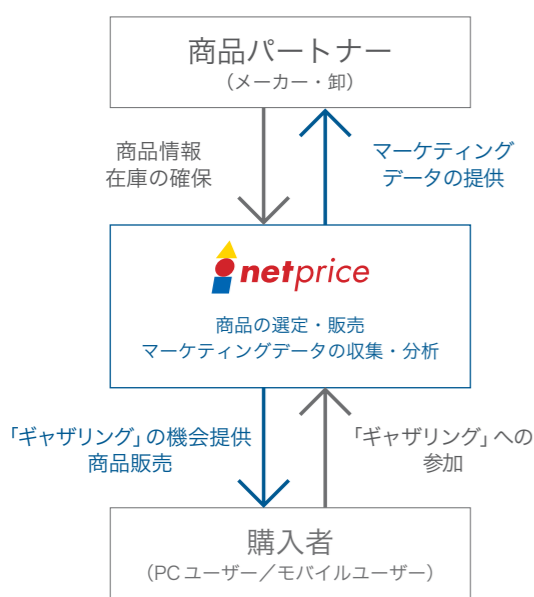 商品パートナー
（メーカー・卸）
商品情報
在庫の確保
マーケティング
データの提供
netprice
商品の選定・販売
マーケティングデータの収集・分析
「ギャザリング」の機会提供
商品販売
「ギャザリング」への
参加
購入者
（PCユーザー／モバイルユーザー）